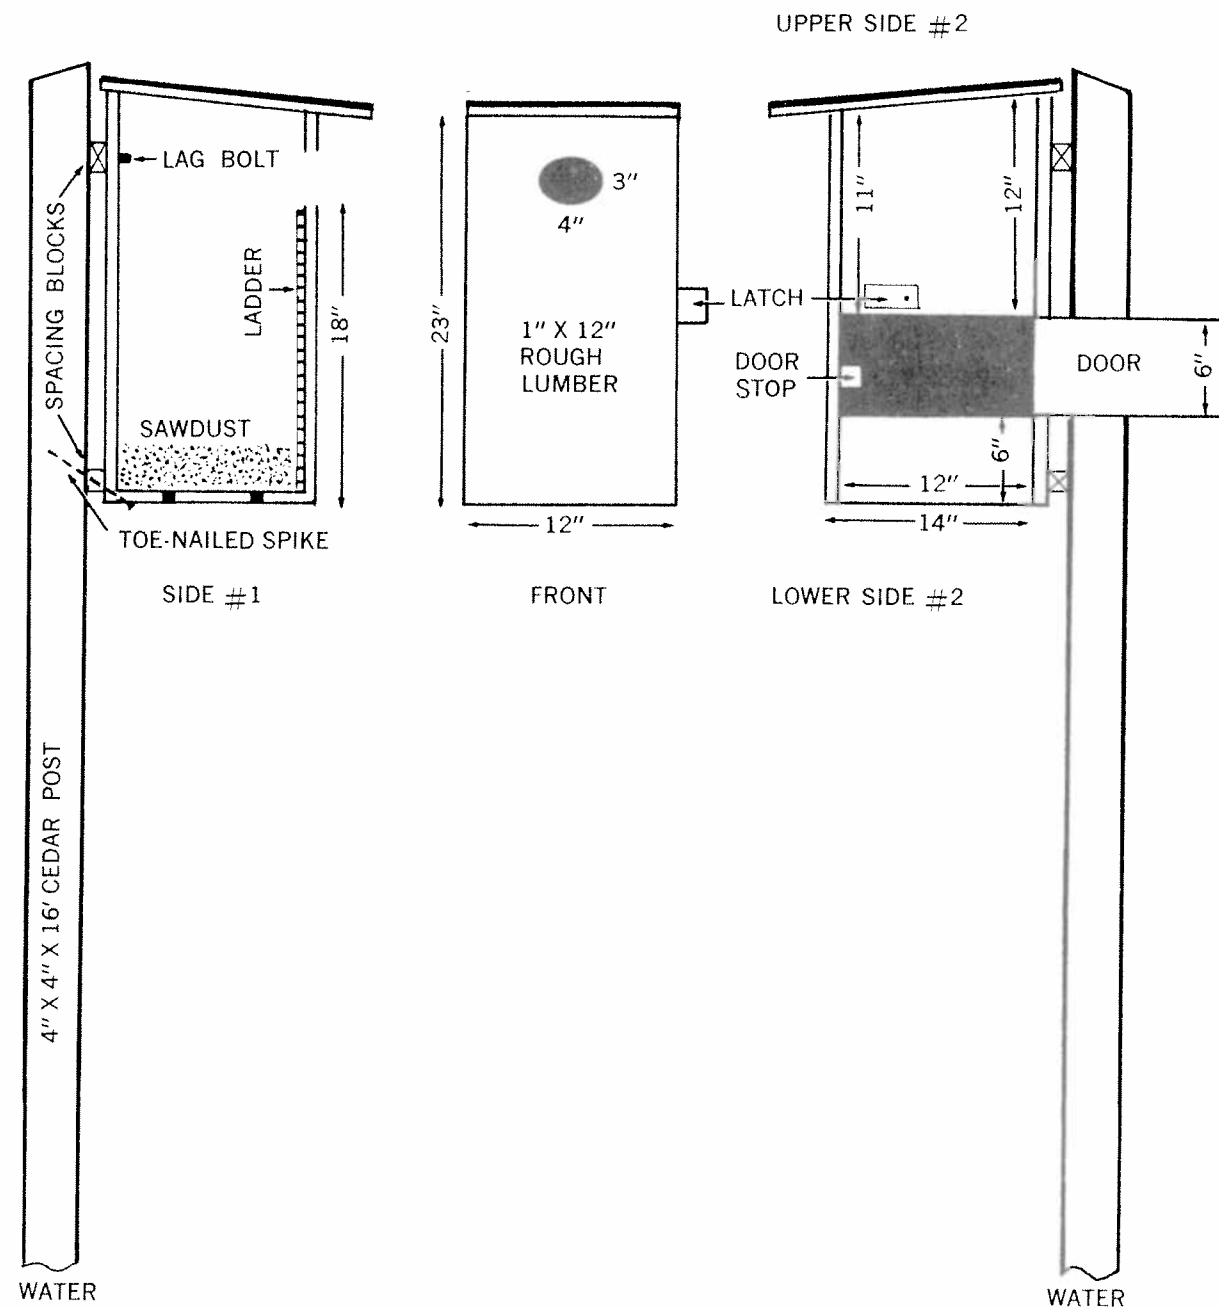 UPPER SIDE #2
LAG BOLT
SPACING BLOCKS
LADDER
18"
SAWDUST
TOE-NAILED SPIKE
SIDE #1
4" X 4" X 16' CEDAR POST
WATER
3"
4"
23"
1" X 12"
ROUGH
LUMBER
12"
FRONT
11"
12"
LATCH
DOOR
STOP
DOOR
6"
6"
12"
14"
LOWER SIDE #2
WATER